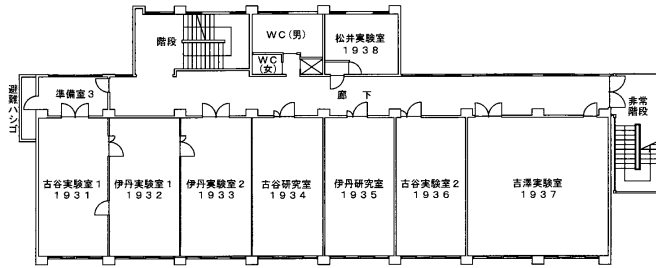 階段
WC(男)
WC
(女)
松井実験室
1938
避難ハシゴ
準備室3
廊下
非常
階段
古谷実験室1
1931
伊丹実験室1
1932
伊丹実験室2
1933
古谷研究室
1934
伊丹研究室
1935
古谷実験室2
1936
吉澤実験室
1937